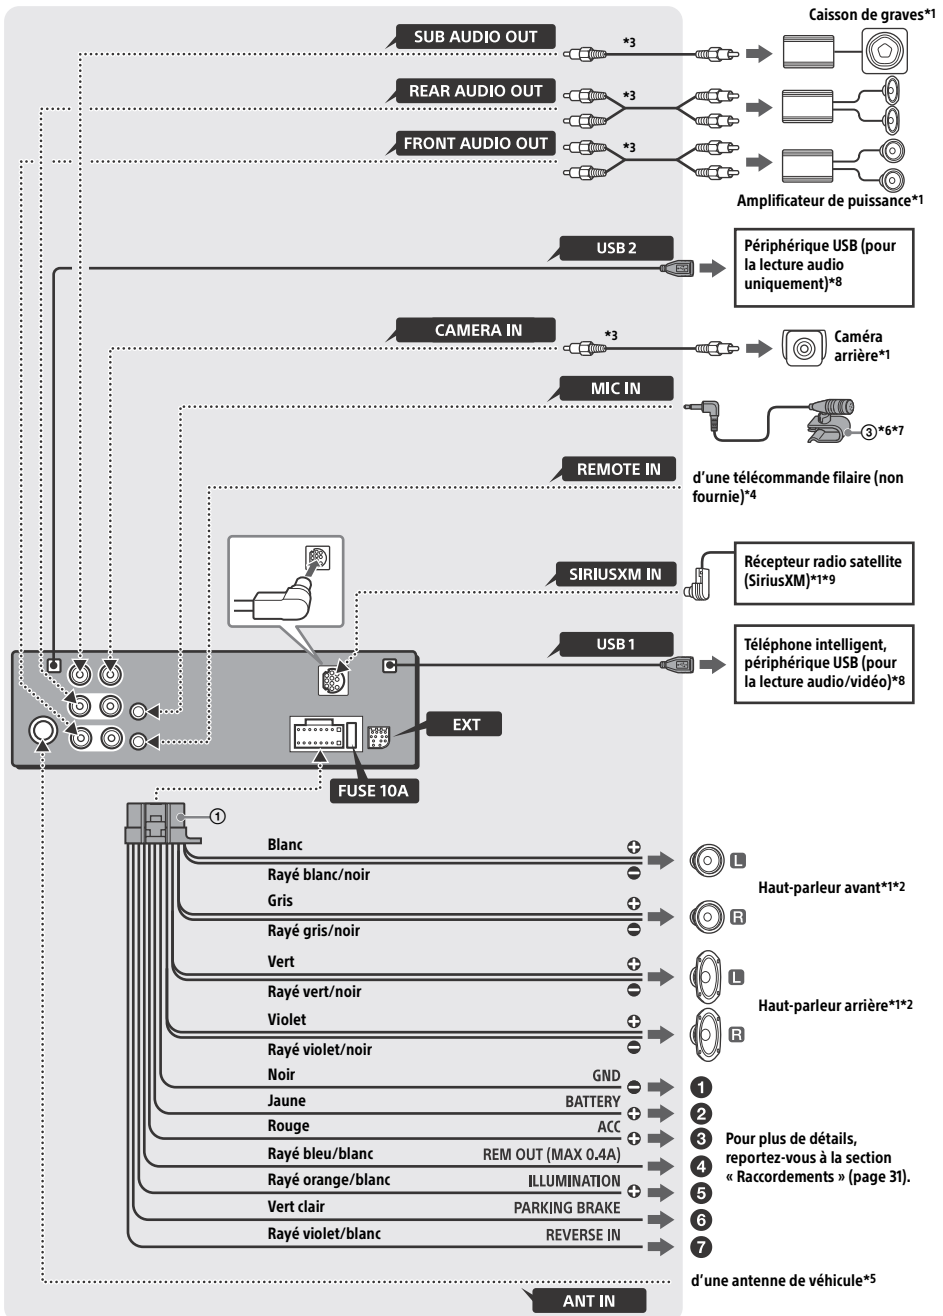 Caisson de graves*1
SUB AUDIO OUT
*3
REAR AUDIO OUT
*3
FRONT AUDIO OUT
*3
Amplificateur de puissance*1
USB 2
Périphérique USB (pour
la lecture audio
uniquement)*8
CAMERA IN
*3
Caméra
arrière*1
MIC IN
③*6*7
REMOTE IN
d’une télécommande filaire (non
fournie)*4
SIRIUSXM IN
Récepteur radio satellite
(SiriusXM)*1*9
USB 1
Téléphone intelligent,
périphérique USB (pour
la lecture audio/vidéo)*8
EXT
FUSE 10A
①
Blanc
Rayé blanc/noir
L
Gris
Rayé gris/noir
R
Haut-parleur avant*1*2
Vert
Rayé vert/noir
L
Violet
Rayé violet/noir
R
Haut-parleur arrière*1*2
Noir GND ❶
Jaune BATTERY ❷
Rouge ACC ❸
Rayé bleu/blanc REM OUT (MAX 0.4A) ❹
Rayé orange/blanc ILLUMINATION ❺
Vert clair PARKING BRAKE ❻
Rayé violet/blanc REVERSE IN ❼
Pour plus de détails,
reportez-vous à la section
« Raccordements » (page 31).
d’une antenne de véhicule*5
ANT IN